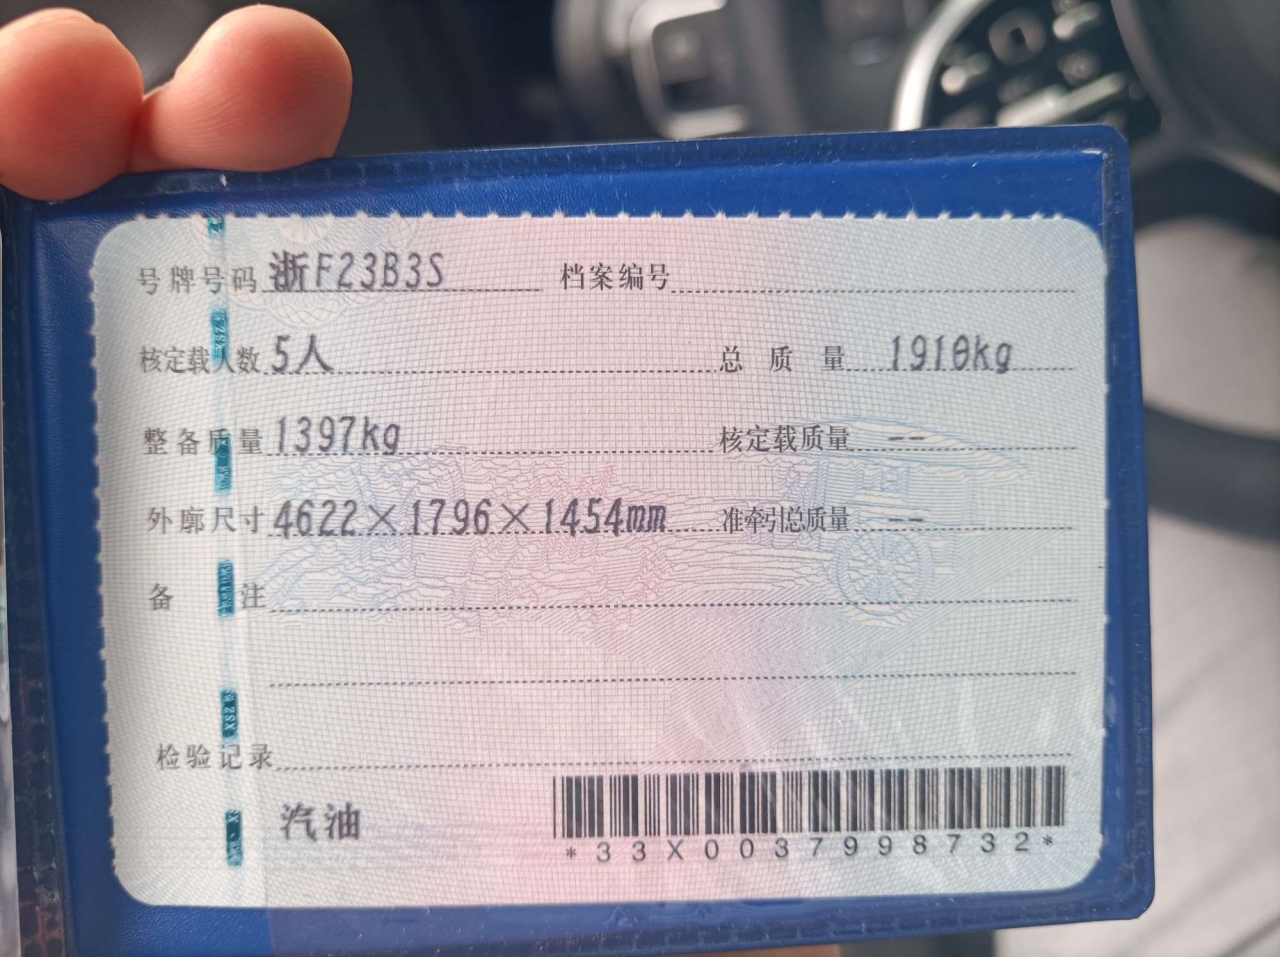 号牌号码 浙F23B3S 档案编号
核定载人数 5人 总质量 1910kg
整备质量 1397kg 核定载质量 --
外廓尺寸 4622×1796×1454mm 准牵引总质量 --
备注
检验记录
汽油
*33X0037998732*
XSZ
XSZ